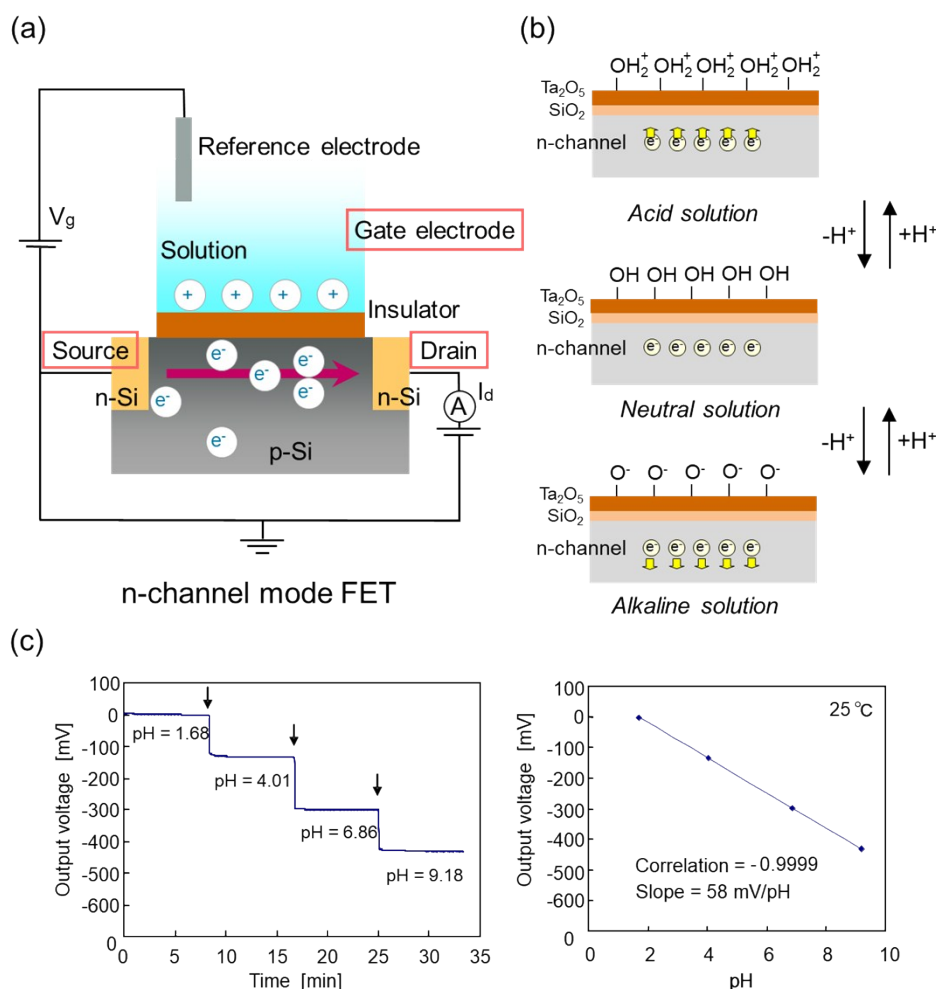 (a)
Reference electrode
V_g
Gate electrode
Solution
+ + + +
Insulator
Source
Drain
e⁻ e⁻ e⁻ e⁻
n-Si
n-Si
A
I_d
e⁻ e⁻
p-Si
n-channel mode FET
(b)
OH₂⁺ OH₂⁺ OH₂⁺ OH₂⁺ OH₂⁺
Ta₂O₅
SiO₂
n-channel
e⁻ e⁻ e⁻ e⁻ e⁻
Acid solution
-H⁺ +H⁺
OH OH OH OH OH
Ta₂O₅
SiO₂
n-channel
e⁻ e⁻ e⁻ e⁻ e⁻
Neutral solution
-H⁺ +H⁺
O⁻ O⁻ O⁻ O⁻ O⁻
Ta₂O₅
SiO₂
n-channel
e⁻ e⁻ e⁻ e⁻ e⁻
Alkaline solution
(c)
Output voltage [mV]
100
0
-100
-200
-300
-400
-500
-600
0
pH = 1.68
pH = 4.01
pH = 6.86
pH = 9.18
0 5 10 15 20 25 30 35
Time [min]
Output voltage [mV]
100
0
-100
-200
-300
-400
-500
-600
0
25 °C
Correlation = -0.9999
Slope = 58 mV/pH
0 2 4 6 8 10
pH